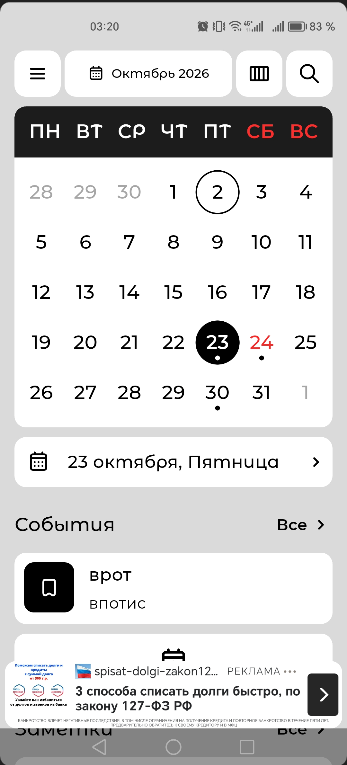 03:20 4G 83 %
Октябрь 2026
ПН ВТ СР ЧТ ПТ СБ ВС
28 29 30 1 2 3 4
5 6 7 8 9 10 11
12 13 14 15 16 17 18
19 20 21 22 23 24 25
26 27 28 29 30 31 1
23 октября, Пятница
События Все
врот
впотис
spisat-dolgi-zakon12... РЕКЛАМА
3 способа списать долги быстро, по
закону 127-ФЗ РФ
Заметки Все